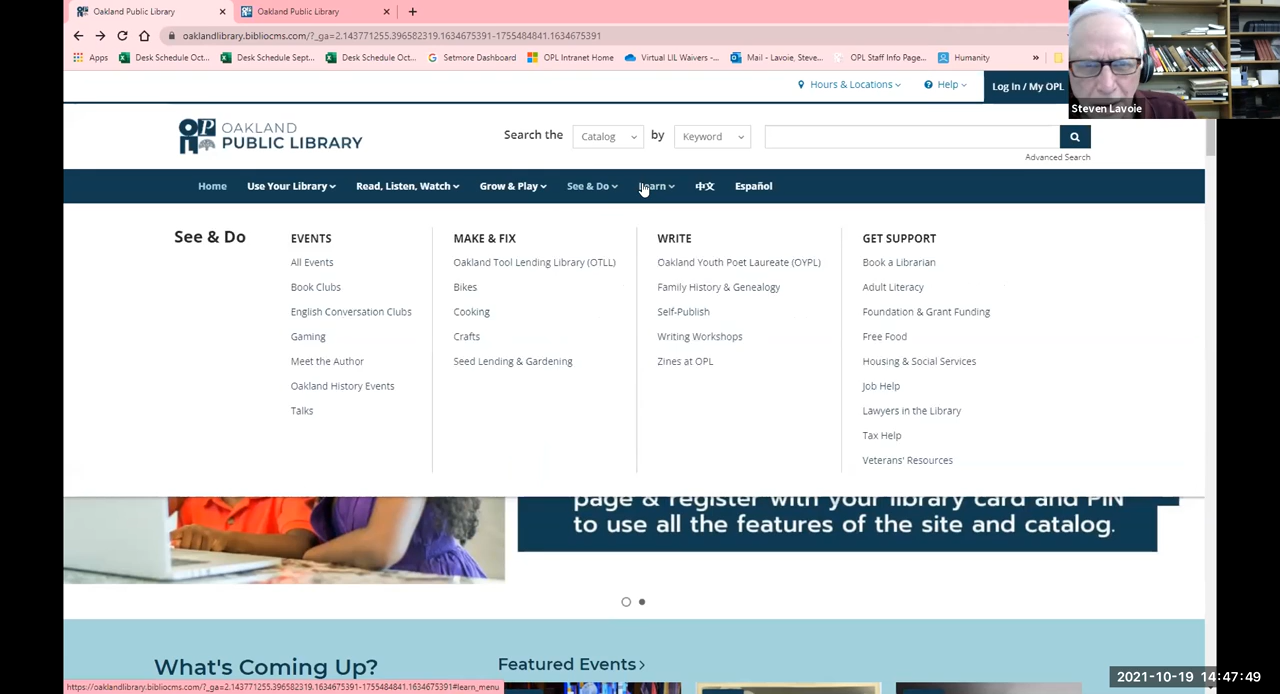 Oakland Public Library
Oakland Public Library
oaklandlibrary.bibliocms.com/?_ga=2.143771255.396582319.1634675391-1755484841.1634675391
Apps Desk Schedule Oct... Desk Schedule Sept... Desk Schedule Oct... Setmore Dashboard OPL Intranet Home Virtual LIL Waivers -... Mail - Lavoie, Steve... OPL Staff Info Page... Humanity »
Steven Lavoie
Hours & Locations Help Log In / My OPL
OAKLAND
PUBLIC LIBRARY
Search the Catalog by Keyword
Advanced Search
Home Use Your Library Read, Listen, Watch Grow & Play See & Do Learn 中文 Español
See & Do
EVENTS
All Events
Book Clubs
English Conversation Clubs
Gaming
Meet the Author
Oakland History Events
Talks
MAKE & FIX
Oakland Tool Lending Library (OTLL)
Bikes
Cooking
Crafts
Seed Lending & Gardening
WRITE
Oakland Youth Poet Laureate (OYPL)
Family History & Genealogy
Self-Publish
Writing Workshops
Zines at OPL
GET SUPPORT
Book a Librarian
Adult Literacy
Foundation & Grant Funding
Free Food
Housing & Social Services
Job Help
Lawyers in the Library
Tax Help
Veterans' Resources
page & register with your library card and PIN
to use all the features of the site and catalog.
What's Coming Up?
Featured Events ›
https://oaklandlibrary.bibliocms.com/?_ga=2.143771255.396582319.1634675391-1755484841.1634675391#learn_menu
2021-10-19 14:47:49